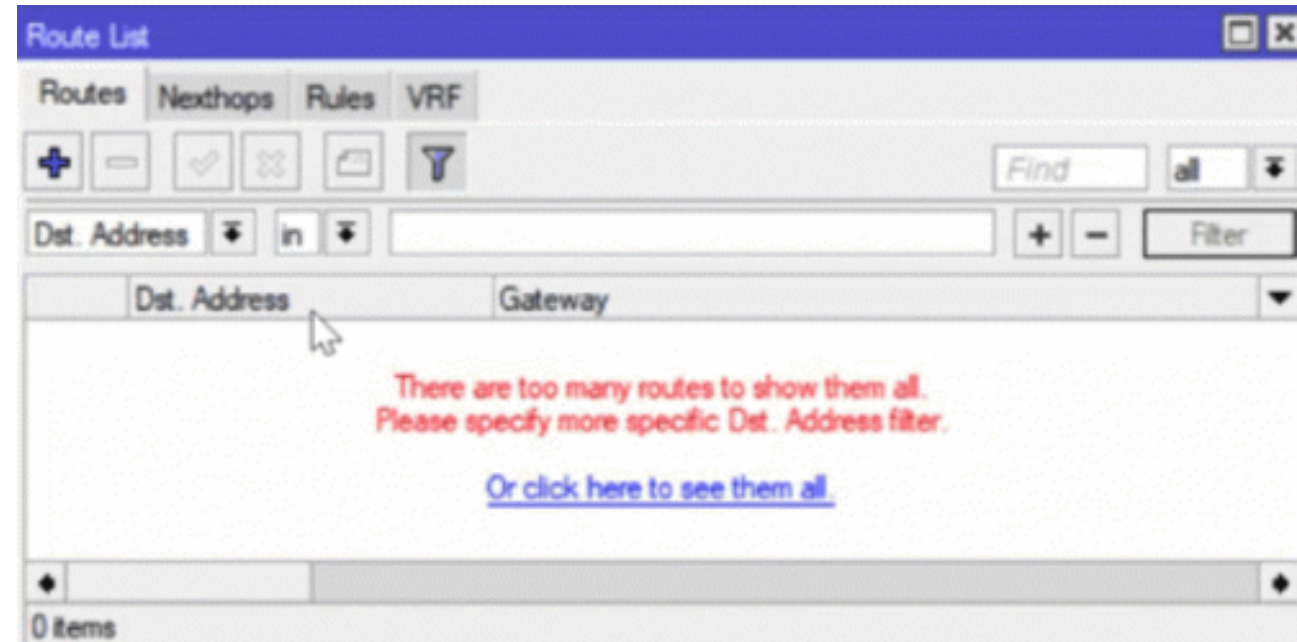 Route List
Routes Nexthops Rules VRF
Find all
Dst. Address in Filter
Dst. Address Gateway
There are too many routes to show them all.
Please specify more specific Dst. Address filter.
Or click here to see them all.
0 items